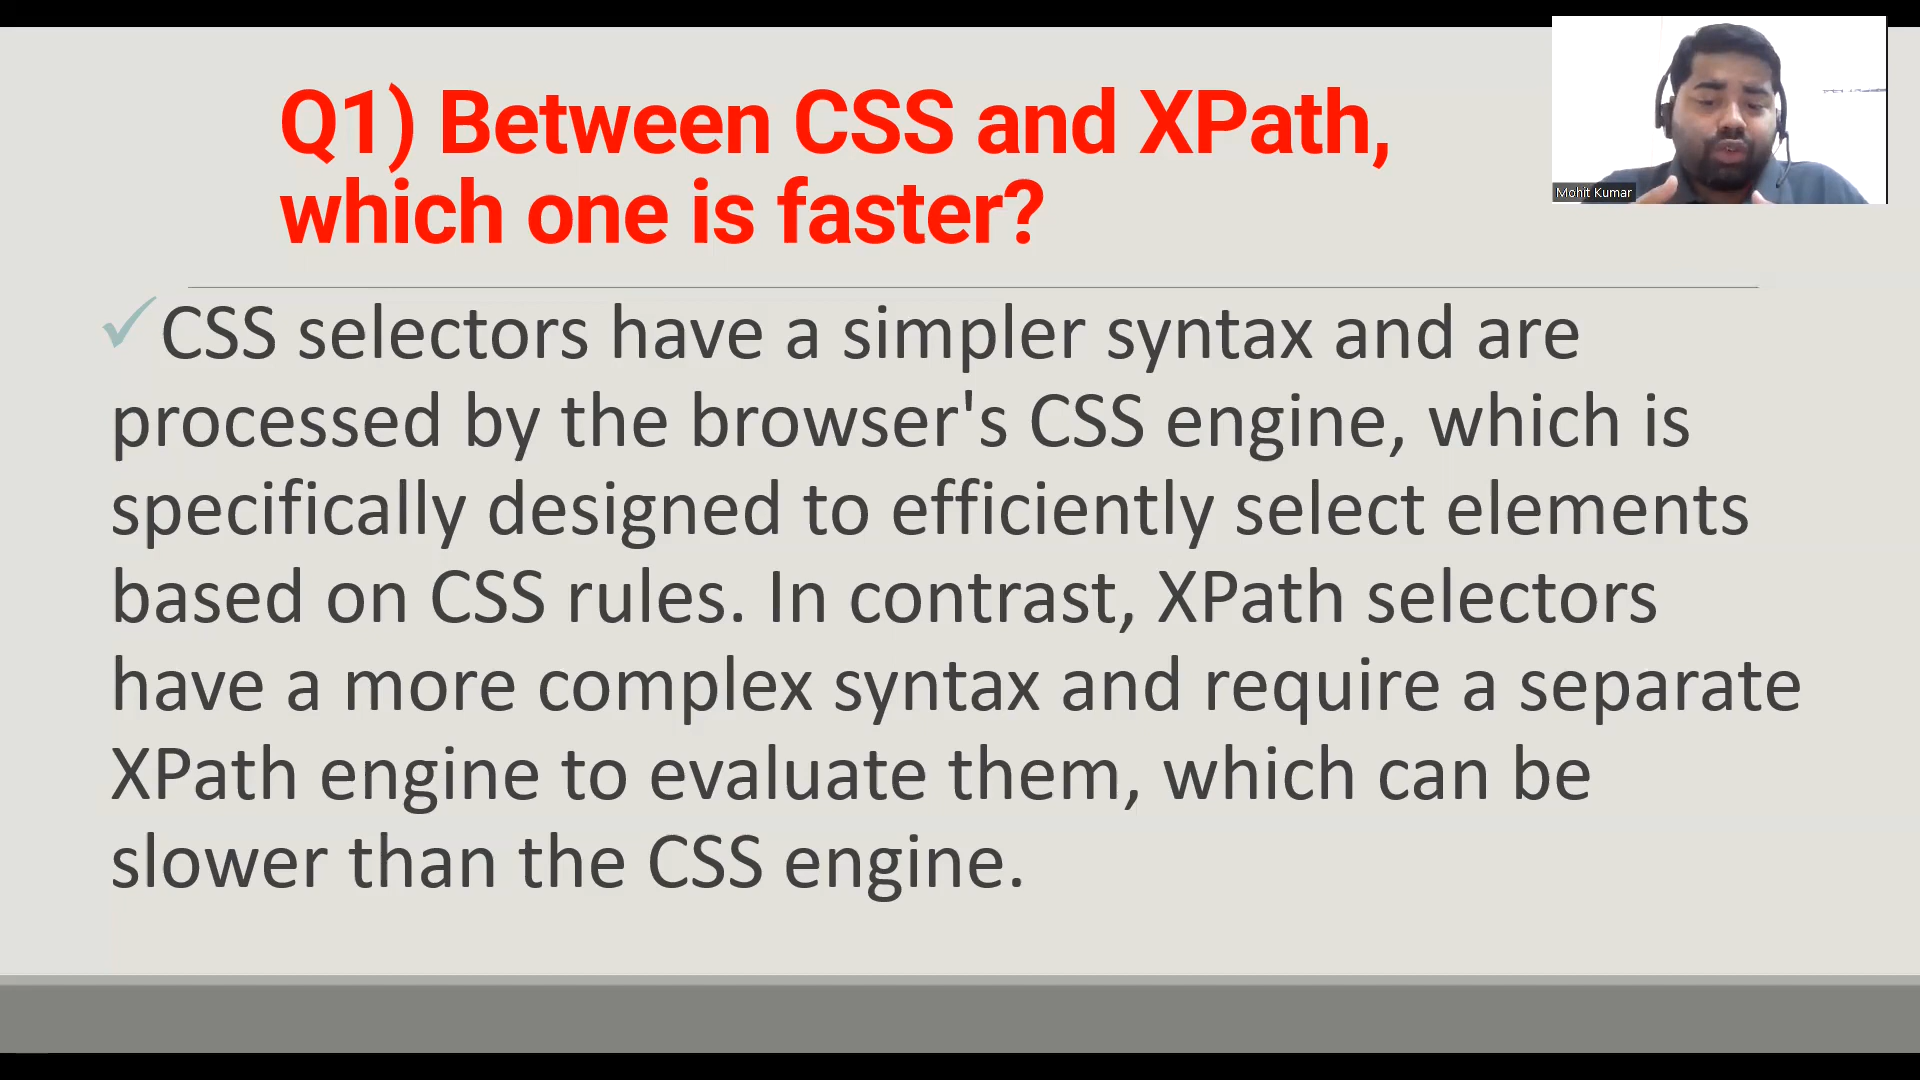 Q1) Between CSS and XPath,
which one is faster?
Mohit Kumar
CSS selectors have a simpler syntax and are
processed by the browser's CSS engine, which is
specifically designed to efficiently select elements
based on CSS rules. In contrast, XPath selectors
have a more complex syntax and require a separate
XPath engine to evaluate them, which can be
slower than the CSS engine.